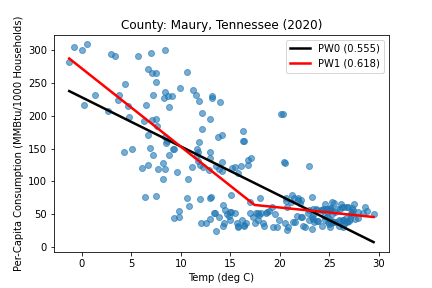 County: Maury, Tennessee (2020)
Per-Capita Consumption (MMBtu/1000 Households)
300
250
200
150
100
50
0
PW0 (0.555)
PW1 (0.618)
0 5 10 15 20 25 30
Temp (deg C)